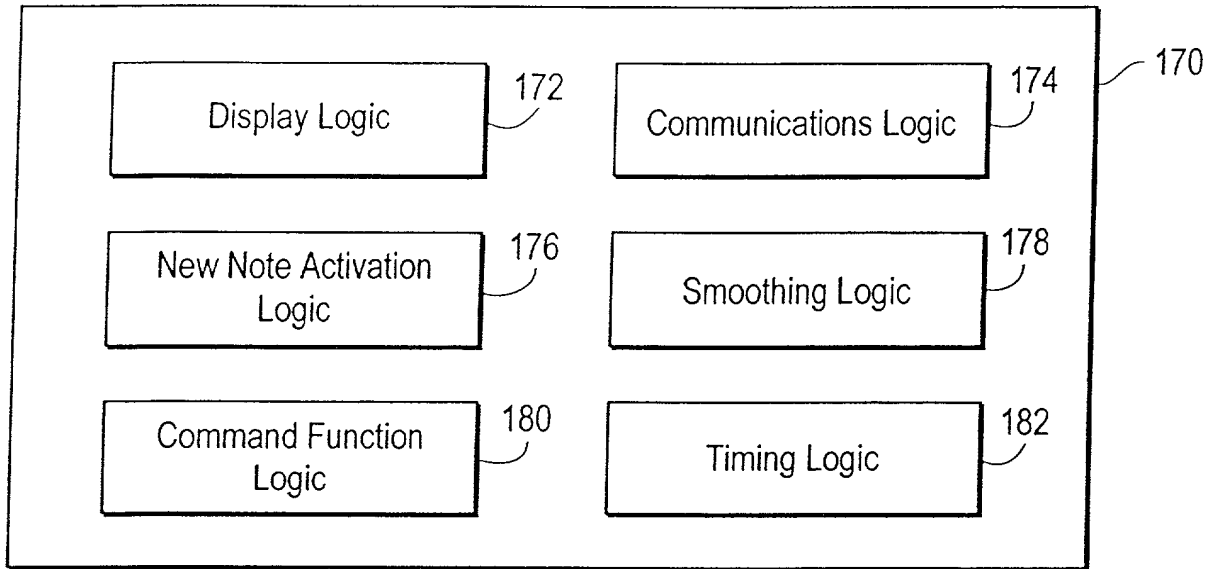 170
Display Logic
172
Communications Logic
174
New Note Activation
Logic
176
Smoothing Logic
178
Command Function
Logic
180
Timing Logic
182